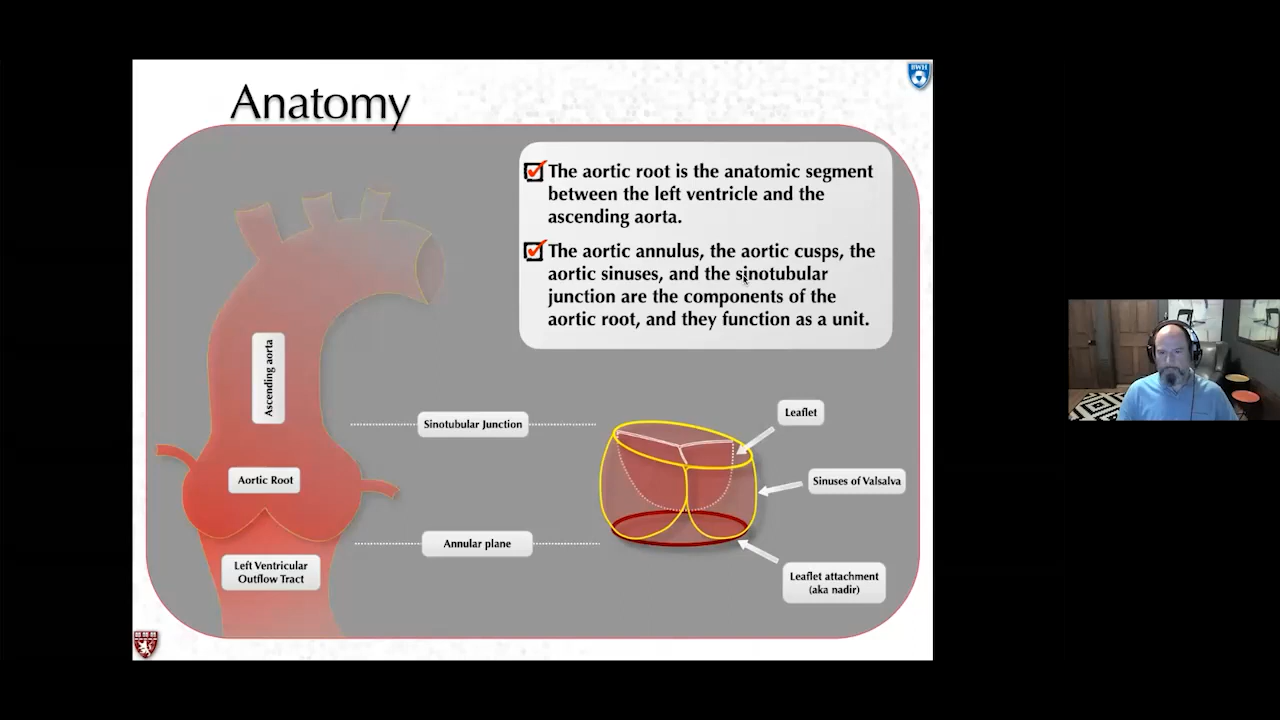 BWH
Anatomy
The aortic root is the anatomic segment
between the left ventricle and the
ascending aorta.
The aortic annulus, the aortic cusps, the
aortic sinuses, and the sinotubular
junction are the components of the
aortic root, and they function as a unit.
Ascending aorta
Sinotubular Junction
Leaflet
Aortic Root
Sinuses of Valsalva
Annular plane
Left Ventricular
Outflow Tract
Leaflet attachment
(aka nadir)